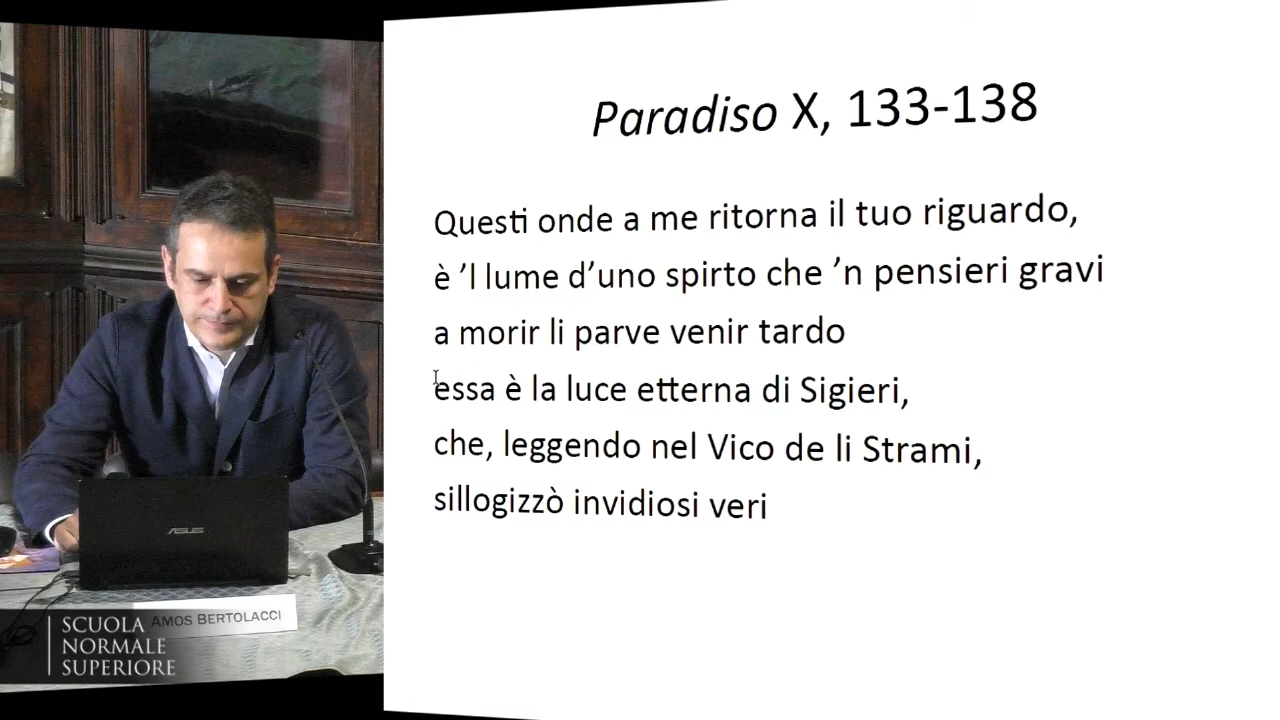 Paradiso X, 133-138
Questi onde a me ritorna il tuo riguardo,
è ’l lume d’uno spirto che ’n pensieri gravi
a morir li parve venir tardo
essa è la luce etterna di Sigieri,
che, leggendo nel Vico de li Strami,
sillogizzò invidiosi veri
ASUS
AMOS BERTOLACCI
SCUOLA
NORMALE
SUPERIORE